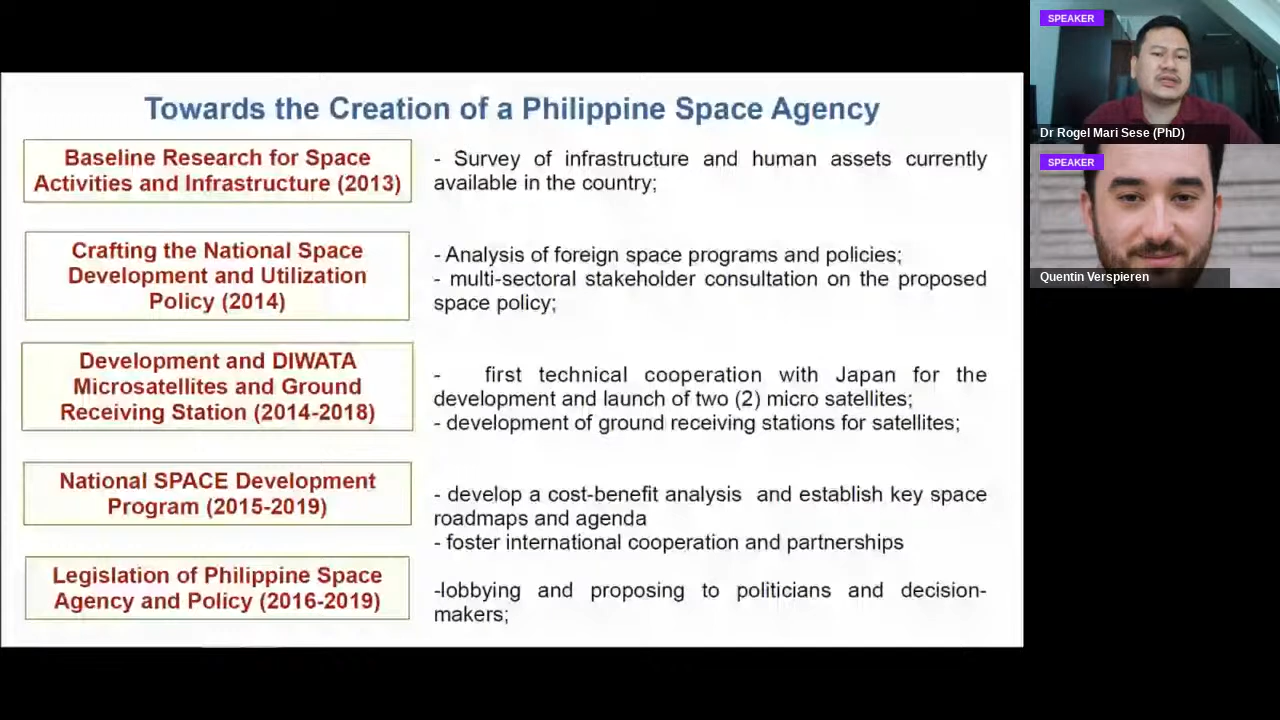 Towards the Creation of a Philippine Space Agency
Baseline Research for Space
Activities and Infrastructure (2013)
- Survey of infrastructure and human assets currently
available in the country;
Crafting the National Space
Development and Utilization
Policy (2014)
- Analysis of foreign space programs and policies;
- multi-sectoral stakeholder consultation on the proposed
space policy;
Development and DIWATA
Microsatellites and Ground
Receiving Station (2014-2018)
- first technical cooperation with Japan for the
development and launch of two (2) micro satellites;
- development of ground receiving stations for satellites;
National SPACE Development
Program (2015-2019)
- develop a cost-benefit analysis and establish key space
roadmaps and agenda
- foster international cooperation and partnerships
Legislation of Philippine Space
Agency and Policy (2016-2019)
-lobbying and proposing to politicians and decision-
makers;
SPEAKER
Dr Rogel Mari Sese (PhD)
SPEAKER
Quentin Verspieren